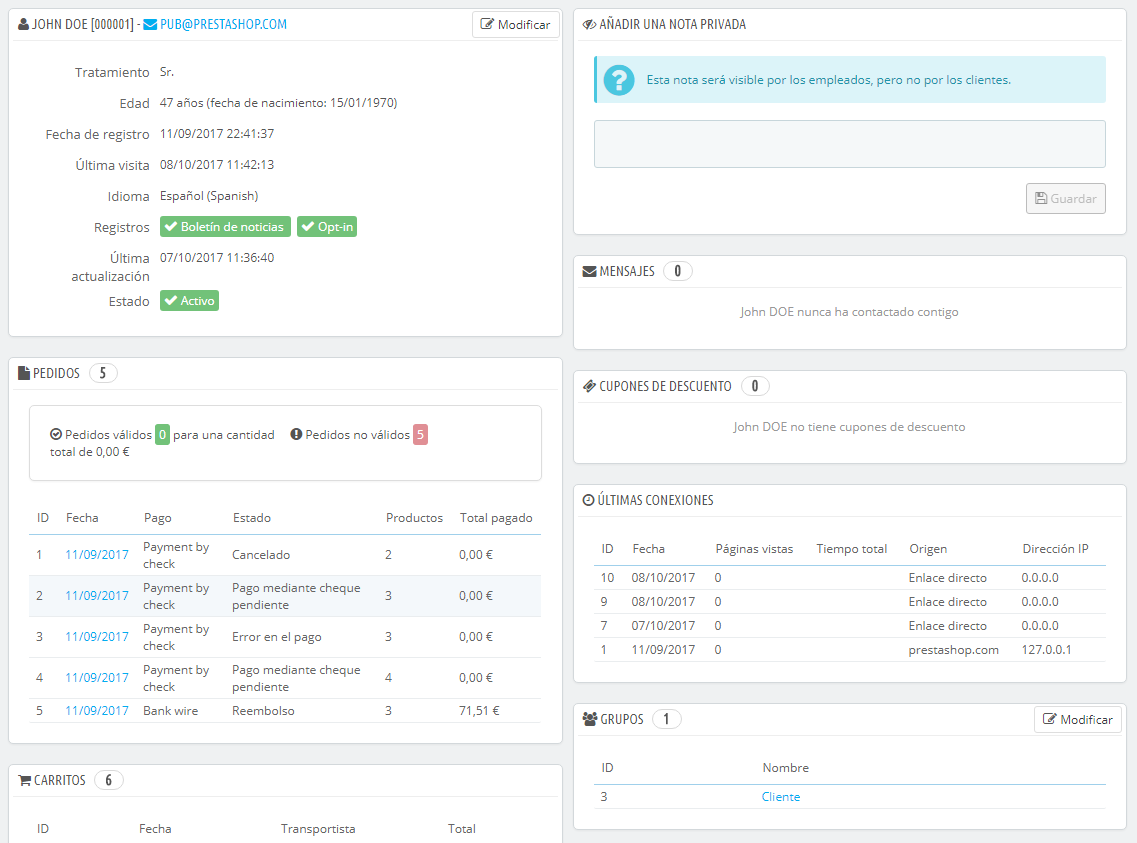 JOHN DOE [000001] - PUB@PRESTASHOP.COM
Modificar
Tratamiento Sr.
Edad 47 años (fecha de nacimiento: 15/01/1970)
Fecha de registro 11/09/2017 22:41:37
Última visita 08/10/2017 11:42:13
Idioma Español (Spanish)
Registros Boletín de noticias Opt-in
Última 07/10/2017 11:36:40
actualización
Estado Activo
PEDIDOS 5
Pedidos válidos 0 para una cantidad Pedidos no válidos 5
total de 0,00 €
ID Fecha Pago Estado Productos Total pagado
1 11/09/2017 Payment by check Cancelado 2 0,00 €
2 11/09/2017 Payment by check Pago mediante cheque pendiente 3 0,00 €
3 11/09/2017 Payment by check Error en el pago 3 0,00 €
4 11/09/2017 Payment by check Pago mediante cheque pendiente 4 0,00 €
5 11/09/2017 Bank wire Reembolso 3 71,51 €
CARRITOS 6
ID Fecha Transportista Total
AÑADIR UNA NOTA PRIVADA
Esta nota será visible por los empleados, pero no por los clientes.
Guardar
MENSAJES 0
John DOE nunca ha contactado contigo
CUPONES DE DESCUENTO 0
John DOE no tiene cupones de descuento
ÚLTIMAS CONEXIONES
ID Fecha Páginas vistas Tiempo total Origen Dirección IP
10 08/10/2017 0 Enlace directo 0.0.0.0
9 08/10/2017 0 Enlace directo 0.0.0.0
7 07/10/2017 0 Enlace directo 0.0.0.0
1 11/09/2017 0 prestashop.com 127.0.0.1
GRUPOS 1
Modificar
ID Nombre
3 Cliente